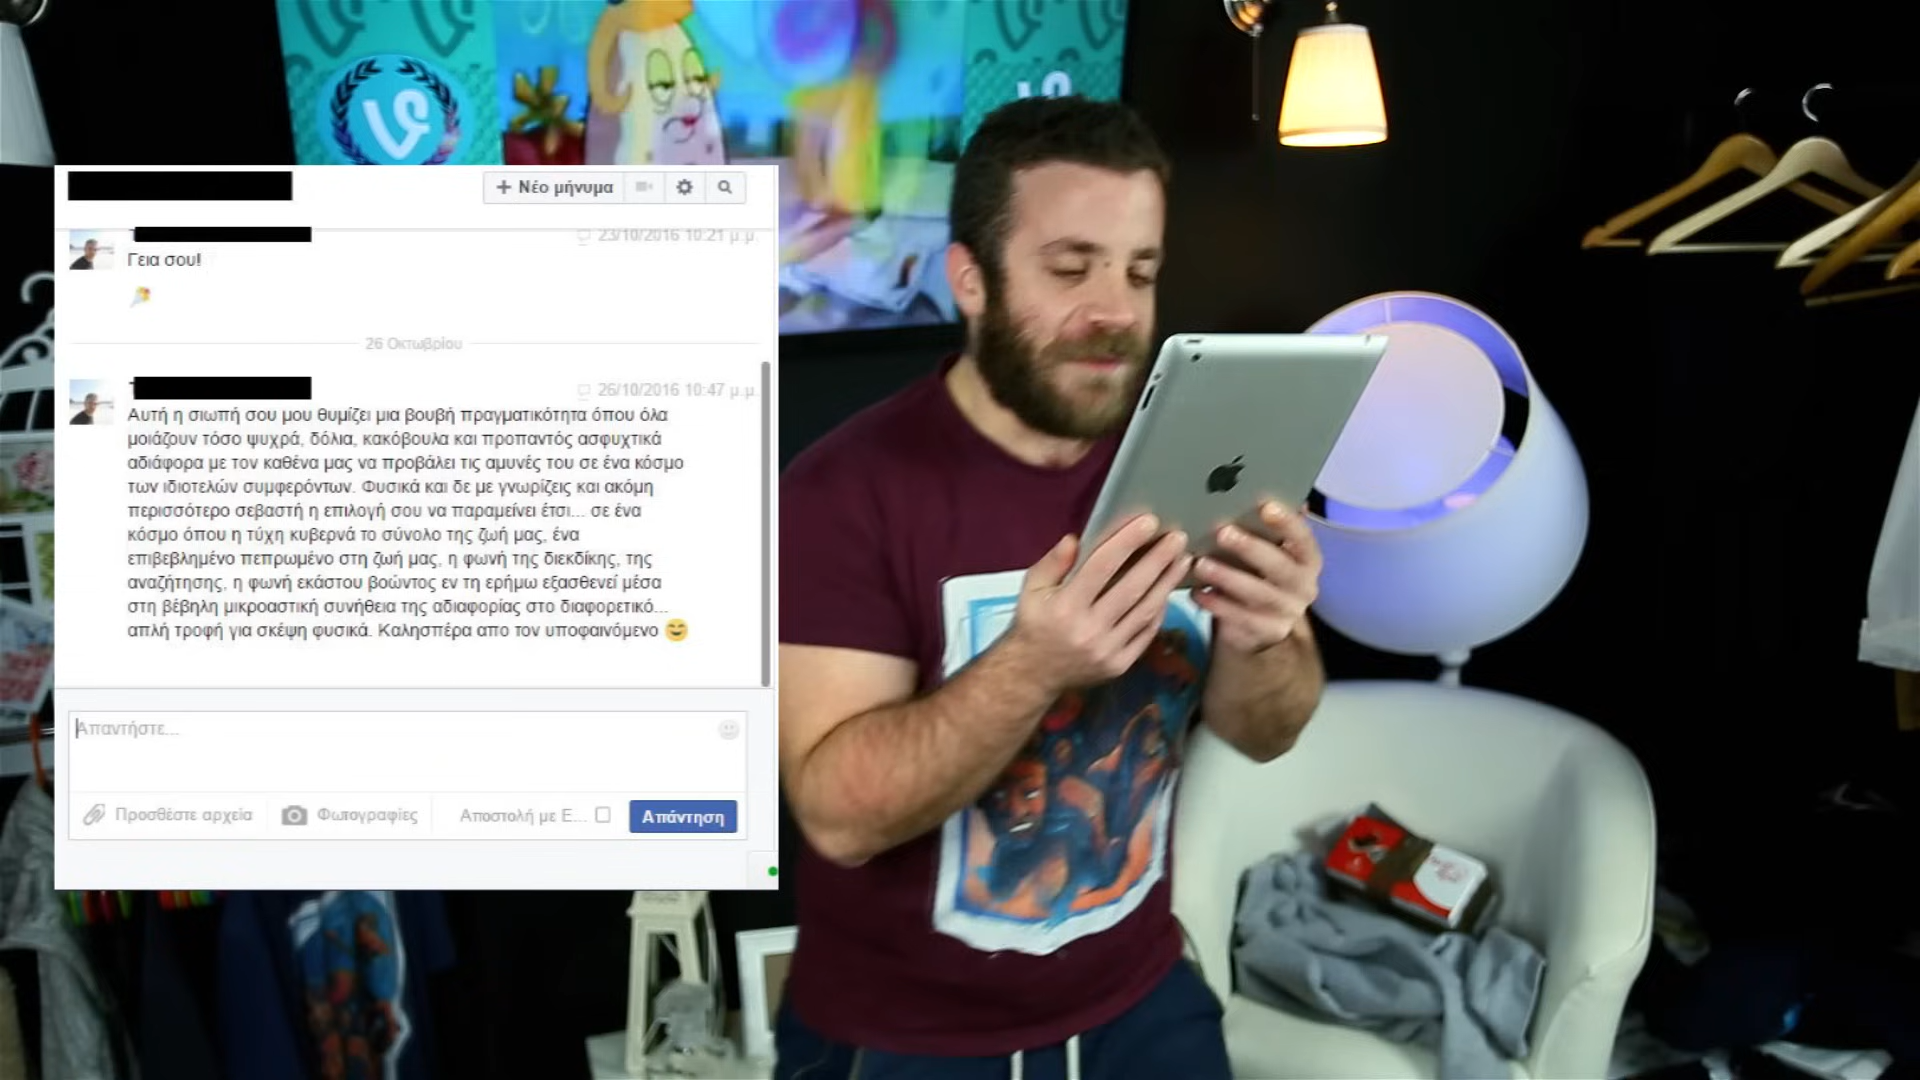 + Νέο μήνυμα
23/10/2016 10:21 μ.μ.
Γεια σου!
26 Οκτωβρίου
26/10/2016 10:47 μ.μ.
Αυτή η σιωπή σου μου θυμίζει μια βουβή πραγματικότητα όπου όλα
μοιάζουν τόσο ψυχρά, δόλια, κακόβουλα και προπαντός ασφυχτικά
αδιάφορα με τον καθένα μας να προβάλει τις αμυνές του σε ένα κόσμο
των ιδιοτελών συμφερόντων. Φυσικά και δε με γνωρίζεις και ακόμη
περισσότερο σεβαστή η επιλογή σου να παραμείνει έτσι... σε ένα
κόσμο όπου η τύχη κυβερνά το σύνολο της ζωή μας, ένα
επιβεβλημένο πεπρωμένο στη ζωή μας, η φωνή της διεκδίκης, της
αναζήτησης, η φωνή εκάστου βοώντος εν τη ερήμω εξασθενεί μέσα
στη βέβηλη μικροαστική συνήθεια της αδιαφορίας στο διαφορετικό...
απλή τροφή για σκέψη φυσικά. Καλησπέρα απο τον υποφαινόμενο
Απαντήστε...
Προσθέστε αρχεία
Φωτογραφίες
Αποστολή με E...
Απάντηση